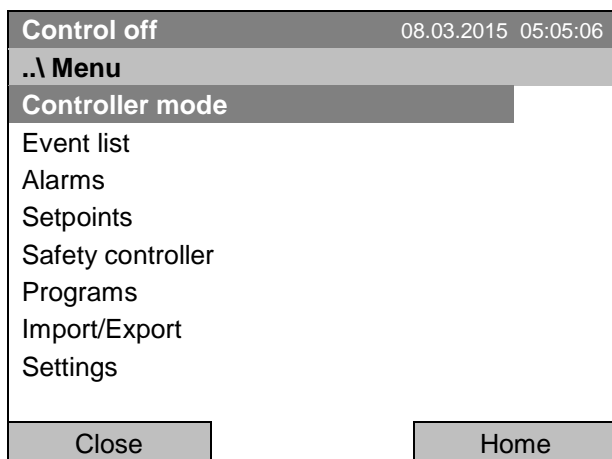 Control off 08.03.2015 05:05:06
..\ Menu
Controller mode
Event list
Alarms
Setpoints
Safety controller
Programs
Import/Export
Settings
Close Home